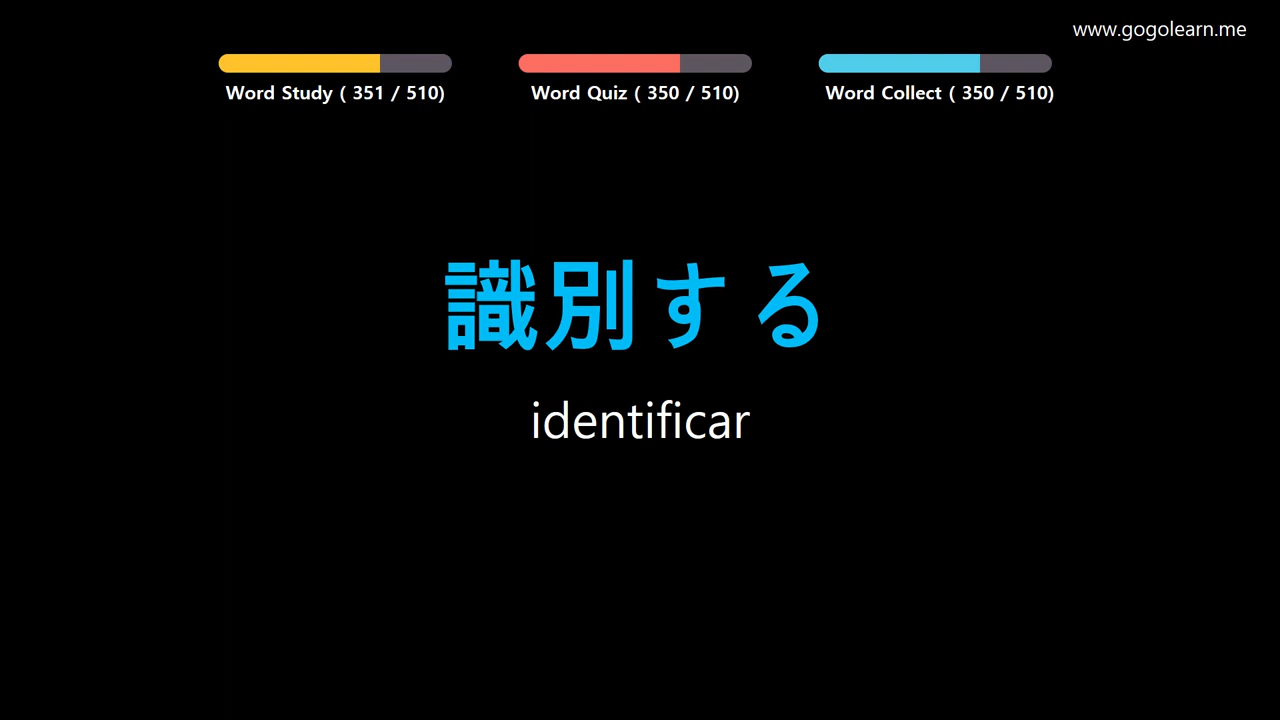 www.gogolearn.me
Word Study ( 351 / 510)
Word Quiz ( 350 / 510)
Word Collect ( 350 / 510)
識別する
identificar